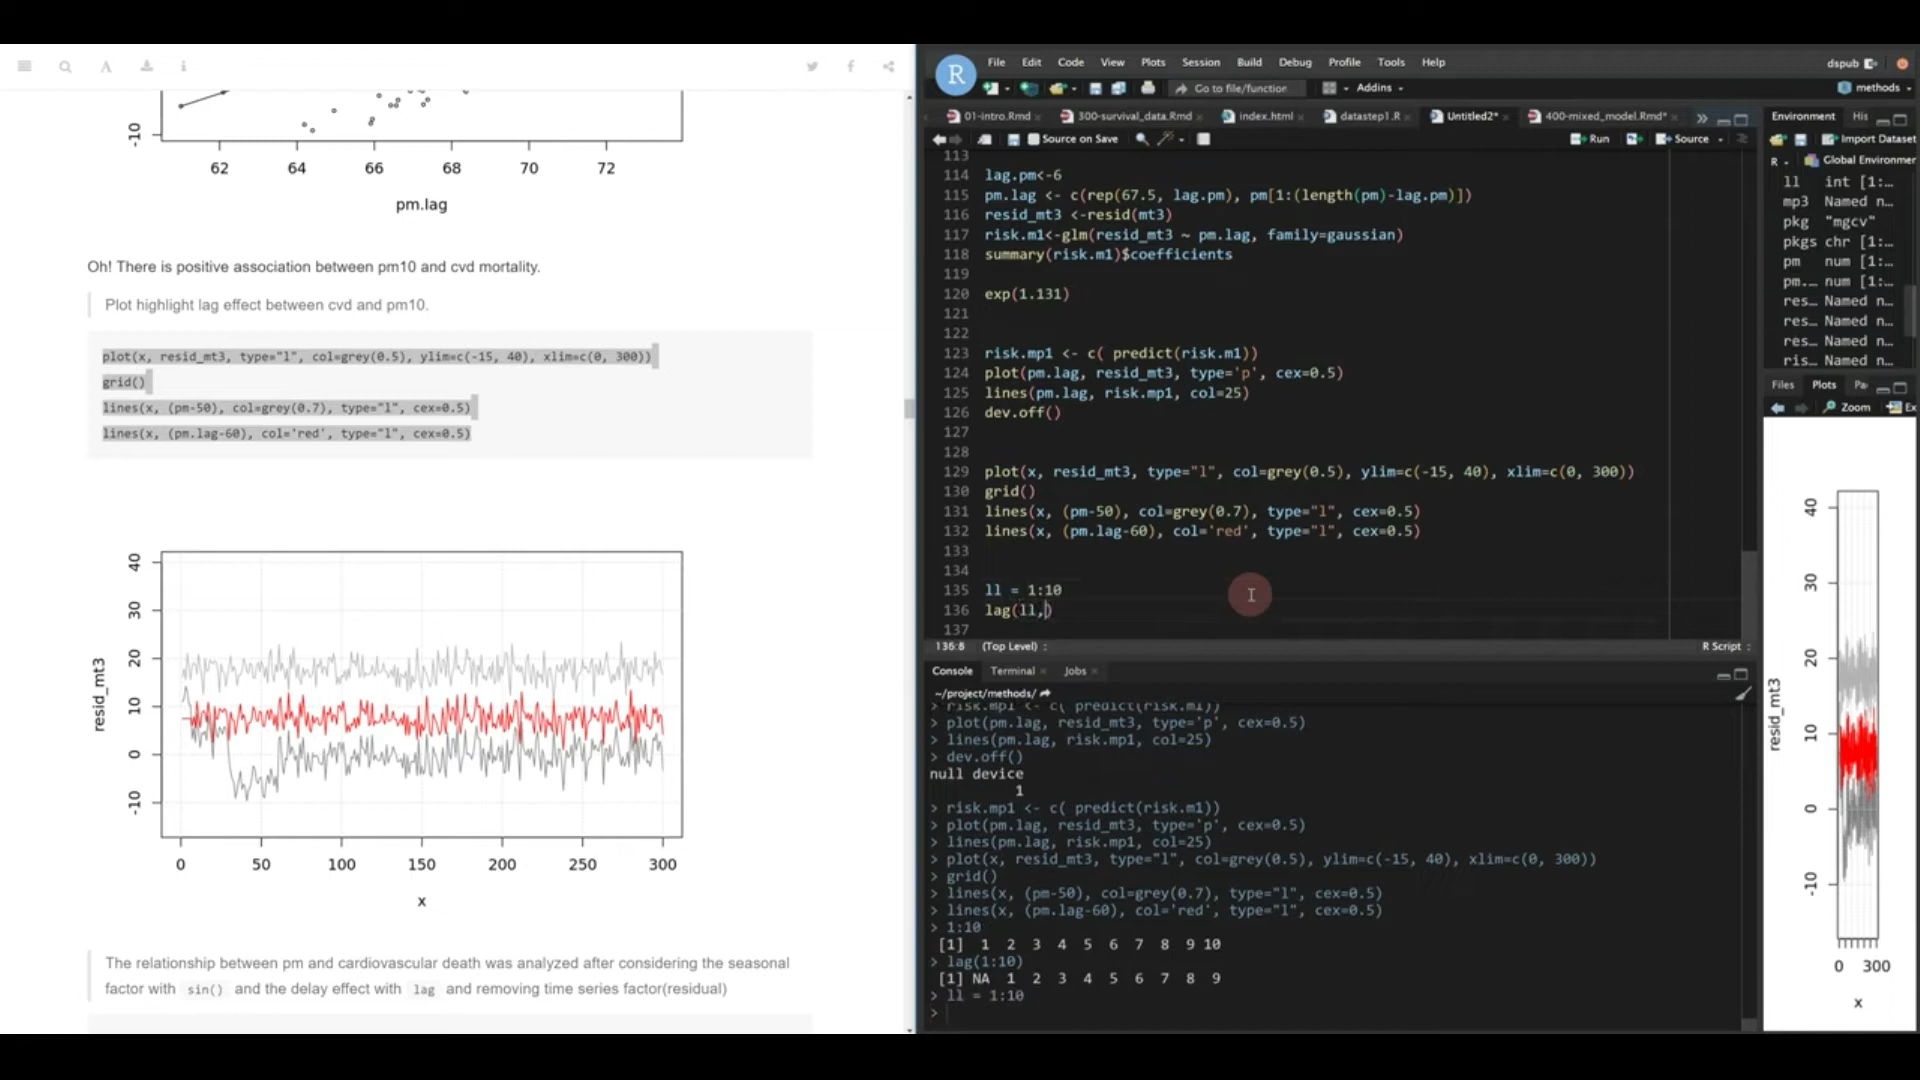 -10
62 64 66 68 70 72
pm.lag
Oh! There is positive association between pm10 and cvd mortality.
Plot highlight lag effect between cvd and pm10.
plot(x, resid_mt3, type="l", col=grey(0.5), ylim=c(-15, 40), xlim=c(0, 300))
grid()
lines(x, (pm-50), col=grey(0.7), type="l", cex=0.5)
lines(x, (pm.lag-60), col='red', type="l", cex=0.5)
40
30
20
10
0
-10
resid_mt3
0 50 100 150 200 250 300
x
The relationship between pm and cardiovascular death was analyzed after considering the seasonal
factor with sin() and the delay effect with lag and removing time series factor(residual)
R
File Edit Code View Plots Session Build Debug Profile Tools Help
dspub
Go to file/function
Addins
methods
01-intro.Rmd
300-survival_data.Rmd
index.html
datastep1.R
Untitled2*
400-mixed_model.Rmd*
Source on Save
Run
Source
113
114 lag.pm<-6
115 pm.lag <- c(rep(67.5, lag.pm), pm[1:(length(pm)-lag.pm)])
116 resid_mt3 <-resid(mt3)
117 risk.m1<-glm(resid_mt3 ~ pm.lag, family=gaussian)
118 summary(risk.m1)$coefficients
119
120 exp(1.131)
121
122
123 risk.mp1 <- c( predict(risk.m1))
124 plot(pm.lag, resid_mt3, type='p', cex=0.5)
125 lines(pm.lag, risk.mp1, col=25)
126 dev.off()
127
128
129 plot(x, resid_mt3, type="l", col=grey(0.5), ylim=c(-15, 40), xlim=c(0, 300))
130 grid()
131 lines(x, (pm-50), col=grey(0.7), type="l", cex=0.5)
132 lines(x, (pm.lag-60), col='red', type="l", cex=0.5)
133
134
135 ll = 1:10
136 lag(ll,)
137
136:8 (Top Level) R Script
Console Terminal Jobs
~/project/methods/
> risk.mp1 <- c( predict(risk.m1))
> plot(pm.lag, resid_mt3, type='p', cex=0.5)
> lines(pm.lag, risk.mp1, col=25)
> dev.off()
null device
1
> risk.mp1 <- c( predict(risk.m1))
> plot(pm.lag, resid_mt3, type='p', cex=0.5)
> lines(pm.lag, risk.mp1, col=25)
> plot(x, resid_mt3, type="l", col=grey(0.5), ylim=c(-15, 40), xlim=c(0, 300))
> grid()
> lines(x, (pm-50), col=grey(0.7), type="l", cex=0.5)
> lines(x, (pm.lag-60), col='red', type="l", cex=0.5)
> 1:10
[1] 1 2 3 4 5 6 7 8 9 10
> lag(1:10)
[1] NA 1 2 3 4 5 6 7 8 9
> ll = 1:10
>
Environment His
Import Dataset
R Global Environmer
ll int [1:…
mp3 Named n…
pkg "mgcv"
pkgs chr [1:…
pm num [1:…
pm.… num [1:…
res… Named n…
res… Named n…
res… Named n…
ris… Named n…
Files Plots Pa
Zoom Ex
40
30
20
10
0
-10
resid_mt3
0 300
x